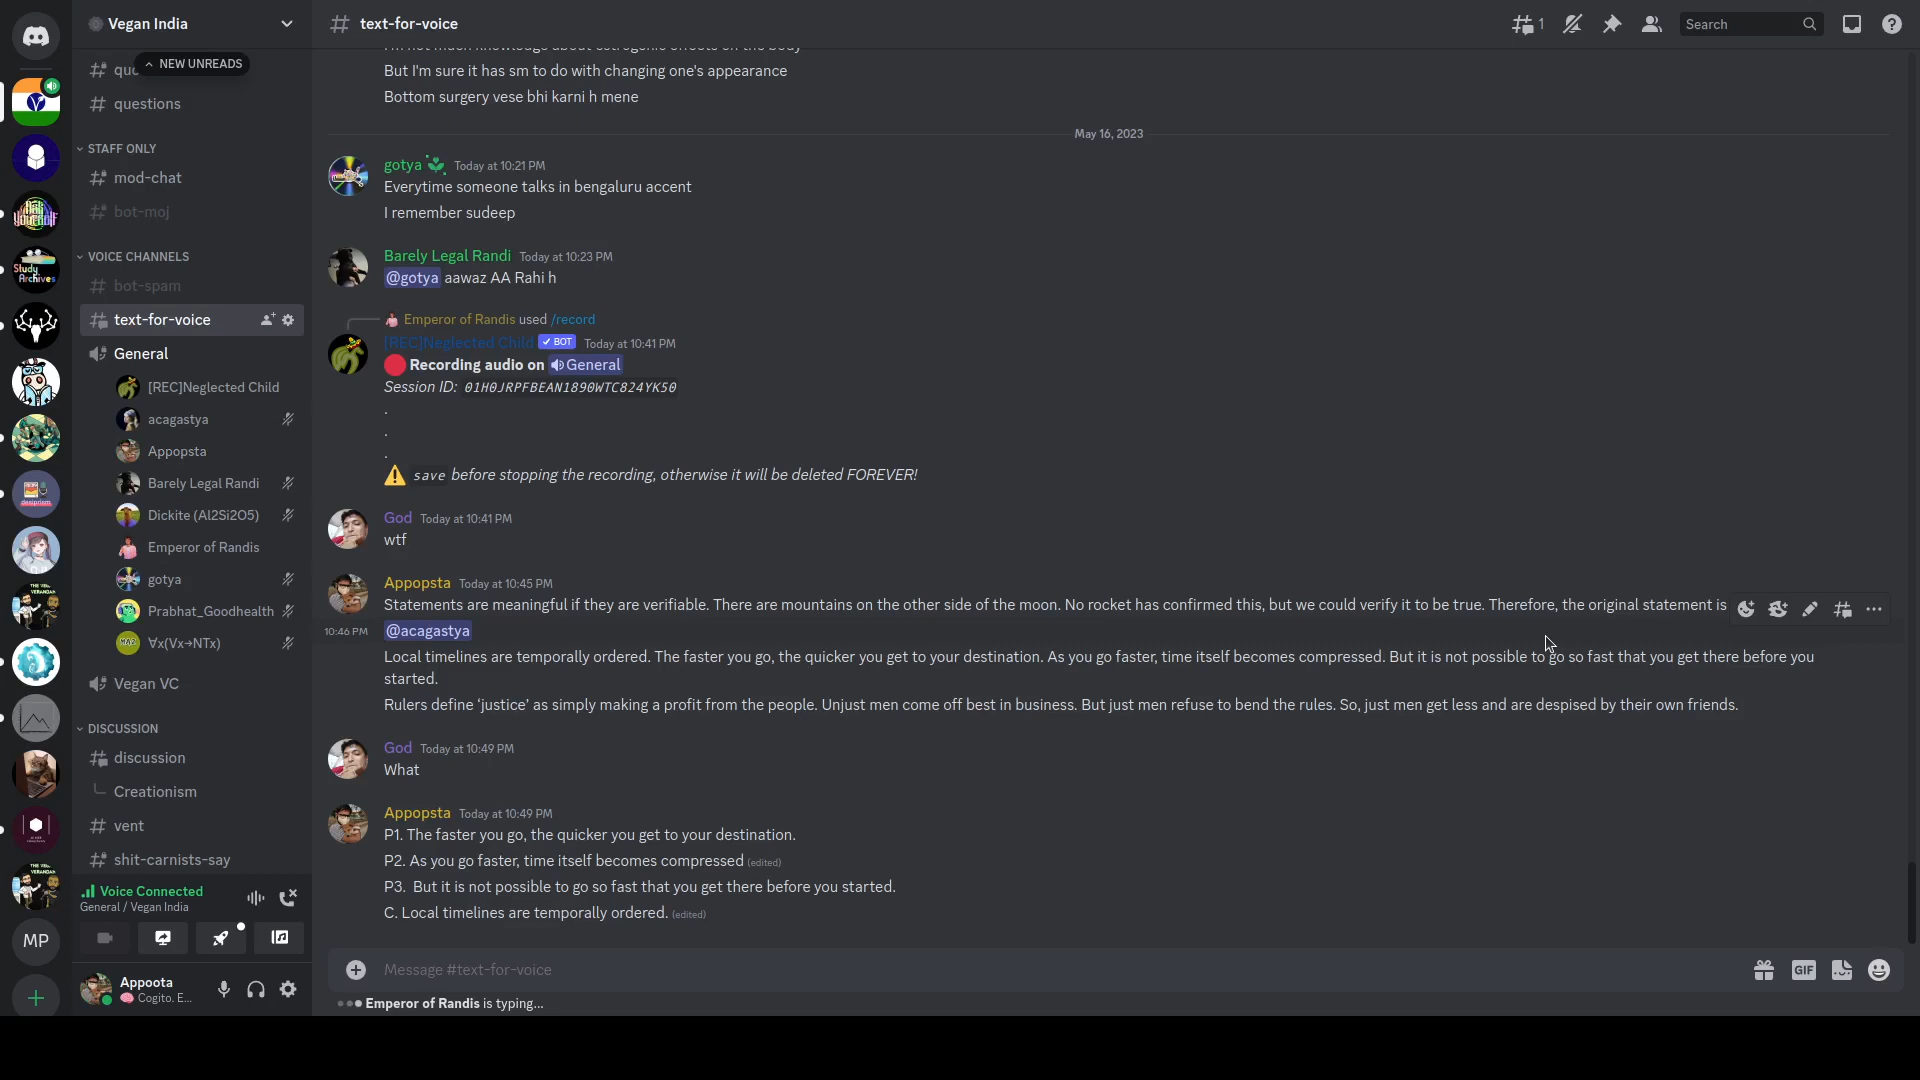 Vegan India
text-for-voice
1
Search
NEW UNREADS
questions
STAFF ONLY
mod-chat
bot-moj
VOICE CHANNELS
bot-spam
text-for-voice
General
[REC]Neglected Child
acagastya
Appopsta
Barely Legal Randi
Dickite (Al2Si2O5)
Emperor of Randis
gotya
Prabhat_Goodhealth
∀x(Vx→NTx)
Vegan VC
DISCUSSION
discussion
Creationism
vent
shit-carnists-say
Voice Connected
General / Vegan India
MP
Appoota
Cogito. E...
But I'm sure it has sm to do with changing one's appearance
Bottom surgery vese bhi karni h mene
May 16, 2023
gotya Today at 10:21 PM
Everytime someone talks in bengaluru accent
I remember sudeep
Barely Legal Randi Today at 10:23 PM
@gotya aawaz AA Rahi h
Emperor of Randis used /record
[REC]Neglected Child BOT Today at 10:41 PM
Recording audio on General
Session ID: 01H0JRPFBEAN1890WTC824YK50
.
.
.
save before stopping the recording, otherwise it will be deleted FOREVER!
God Today at 10:41 PM
wtf
Appopsta Today at 10:45 PM
Statements are meaningful if they are verifiable. There are mountains on the other side of the moon. No rocket has confirmed this, but we could verify it to be true. Therefore, the original statement is
10:46 PM @acagastya
Local timelines are temporally ordered. The faster you go, the quicker you get to your destination. As you go faster, time itself becomes compressed. But it is not possible to go so fast that you get there before you
started.
Rulers define ‘justice’ as simply making a profit from the people. Unjust men come off best in business. But just men refuse to bend the rules. So, just men get less and are despised by their own friends.
God Today at 10:49 PM
What
Appopsta Today at 10:49 PM
P1. The faster you go, the quicker you get to your destination.
P2. As you go faster, time itself becomes compressed (edited)
P3. But it is not possible to go so fast that you get there before you started.
C. Local timelines are temporally ordered. (edited)
Message #text-for-voice
GIF
Emperor of Randis is typing...